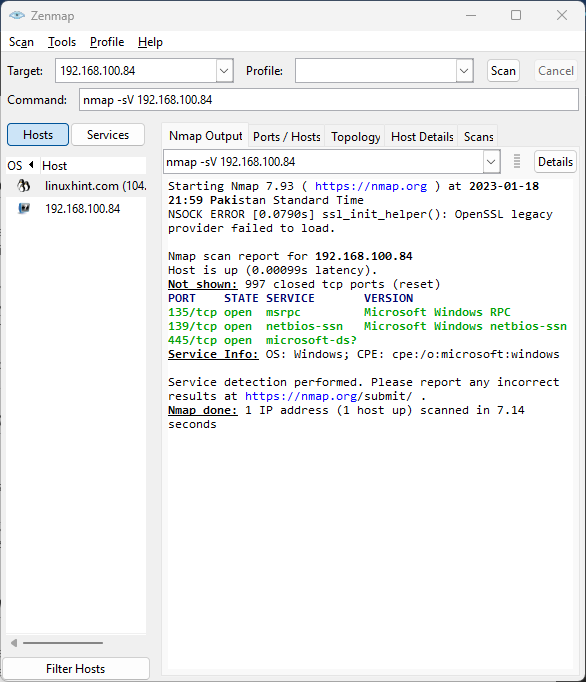 Zenmap
Scan Tools Profile Help
Target: 192.168.100.84 Profile: Scan Cancel
Command: nmap -sV 192.168.100.84
Hosts Services
Nmap Output Ports / Hosts Topology Host Details Scans
OS Host
linuxhint.com (104.
192.168.100.84
nmap -sV 192.168.100.84 Details
Starting Nmap 7.93 ( https://nmap.org ) at 2023-01-18
21:59 Pakistan Standard Time
NSOCK ERROR [0.0790s] ssl_init_helper(): OpenSSL legacy
provider failed to load.
Nmap scan report for 192.168.100.84
Host is up (0.00099s latency).
Not shown: 997 closed tcp ports (reset)
PORT STATE SERVICE VERSION
135/tcp open msrpc Microsoft Windows RPC
139/tcp open netbios-ssn Microsoft Windows netbios-ssn
445/tcp open microsoft-ds?
Service Info: OS: Windows; CPE: cpe:/o:microsoft:windows
Service detection performed. Please report any incorrect
results at https://nmap.org/submit/ .
Nmap done: 1 IP address (1 host up) scanned in 7.14
seconds
Filter Hosts